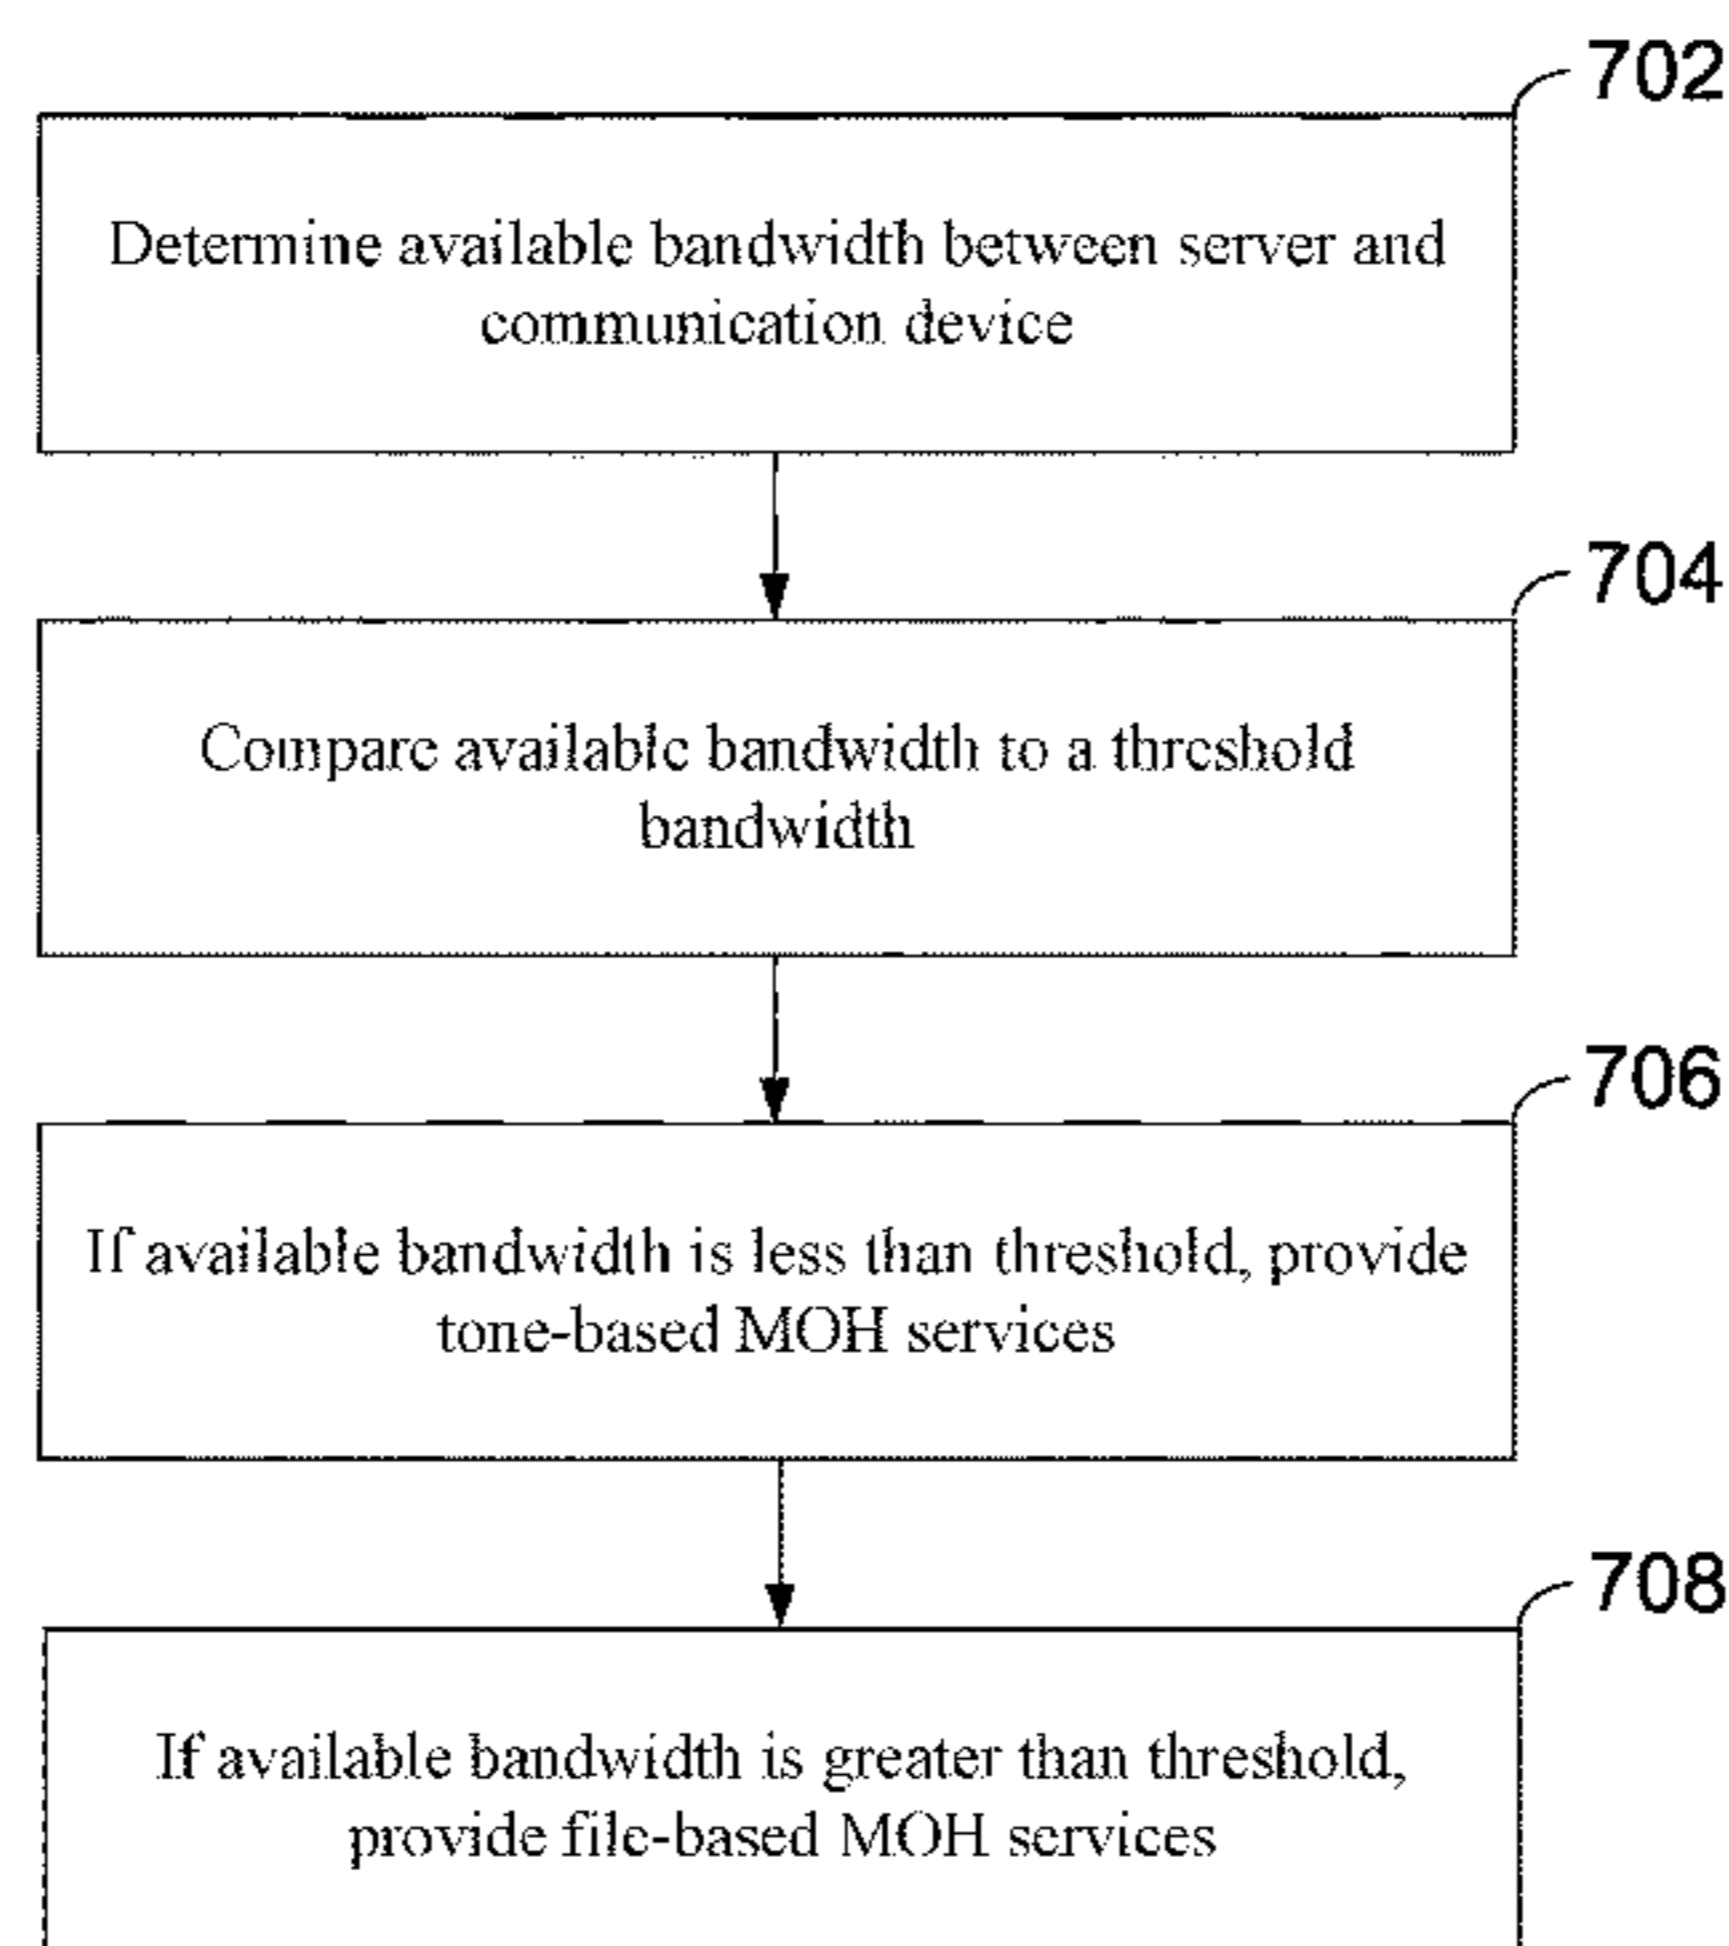 702
Determine available bandwidth between server and
communication device
704
Compare available bandwidth to a threshold
bandwidth
706
If available bandwidth is less than threshold, provide
tone-based MOH services
708
If available bandwidth is greater than threshold,
provide file-based MOH services